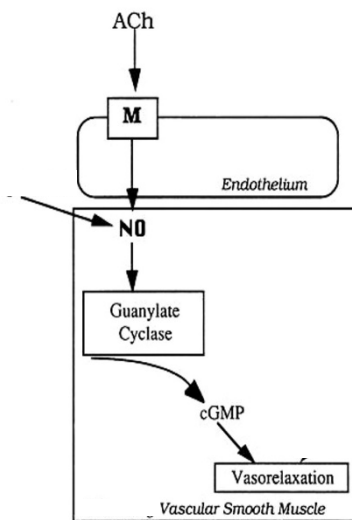 ACh
M
Endothelium
NO
Guanylate
Cyclase
cGMP
Vasorelaxation
Vascular Smooth Muscle